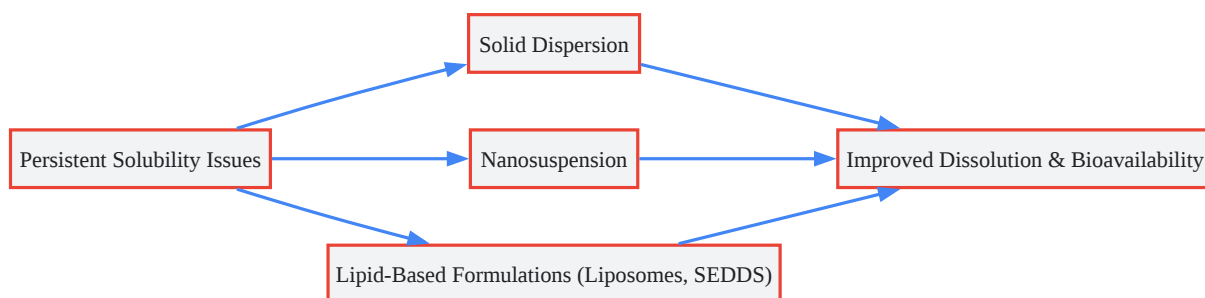 Solid Dispersion
Persistent Solubility Issues
Nanosuspension
Improved Dissolution & Bioavailability
Lipid-Based Formulations (Liposomes, SEDDS)